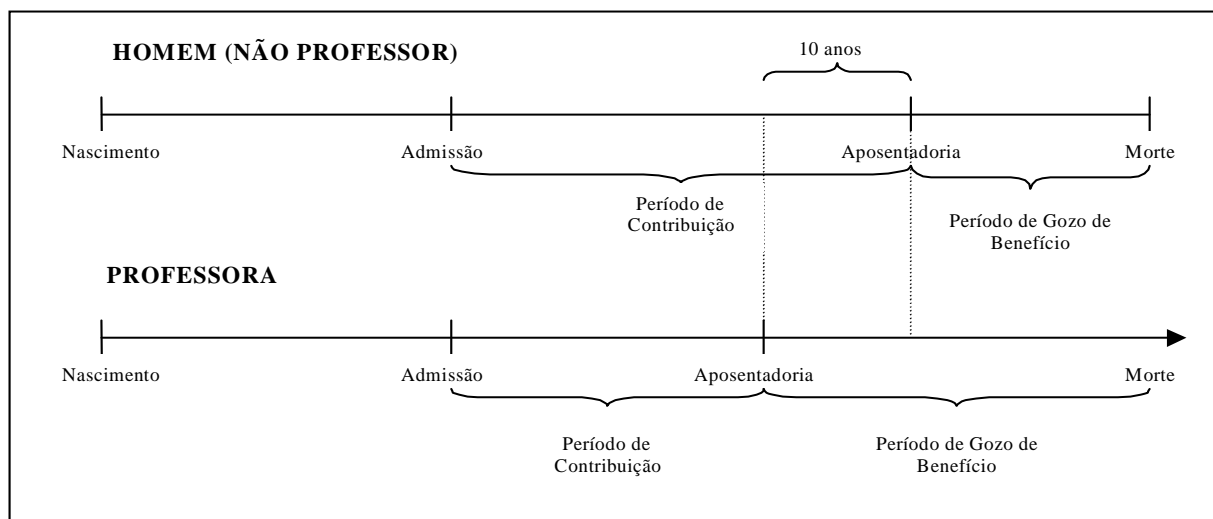 10 anos
HOMEM (NÃO PROFESSOR)
Nascimento
Admissão
Aposentadoria
Morte
Período de
Contribuição
Período de Gozo de
Benefício
PROFESSORA
Nascimento
Admissão
Aposentadoria
Morte
Período de
Contribuição
Período de Gozo de
Benefício